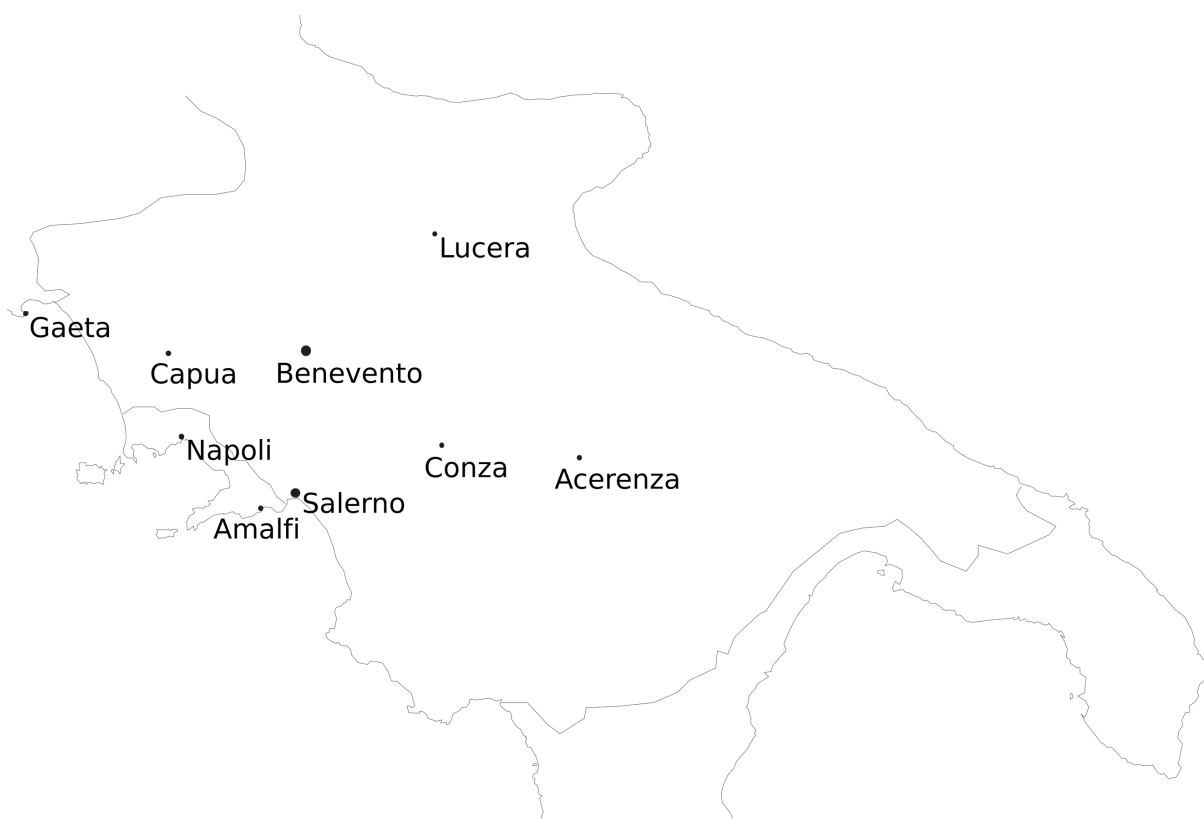 Lucera
Gaeta
Capua
Benevento
Napoli
Conza
Acerenza
Salerno
Amalfi